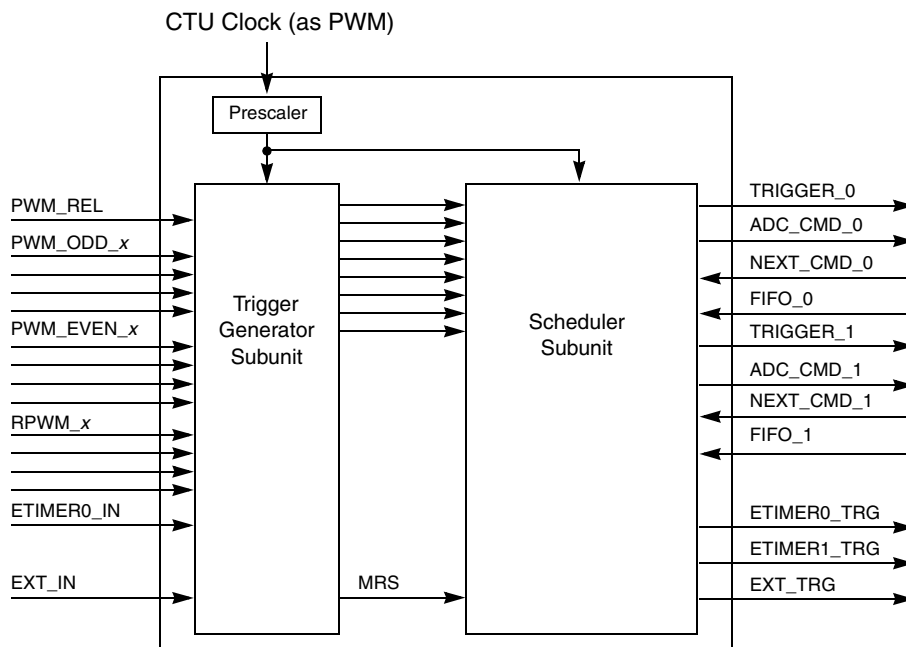 CTU Clock (as PWM)
Prescaler
PWM_REL
PWM_ODD_x
PWM_EVEN_x
RPWM_x
ETIMER0_IN
EXT_IN
Trigger
Generator
Subunit
MRS
Scheduler
Subunit
TRIGGER_0
ADC_CMD_0
NEXT_CMD_0
FIFO_0
TRIGGER_1
ADC_CMD_1
NEXT_CMD_1
FIFO_1
ETIMER0_TRG
ETIMER1_TRG
EXT_TRG